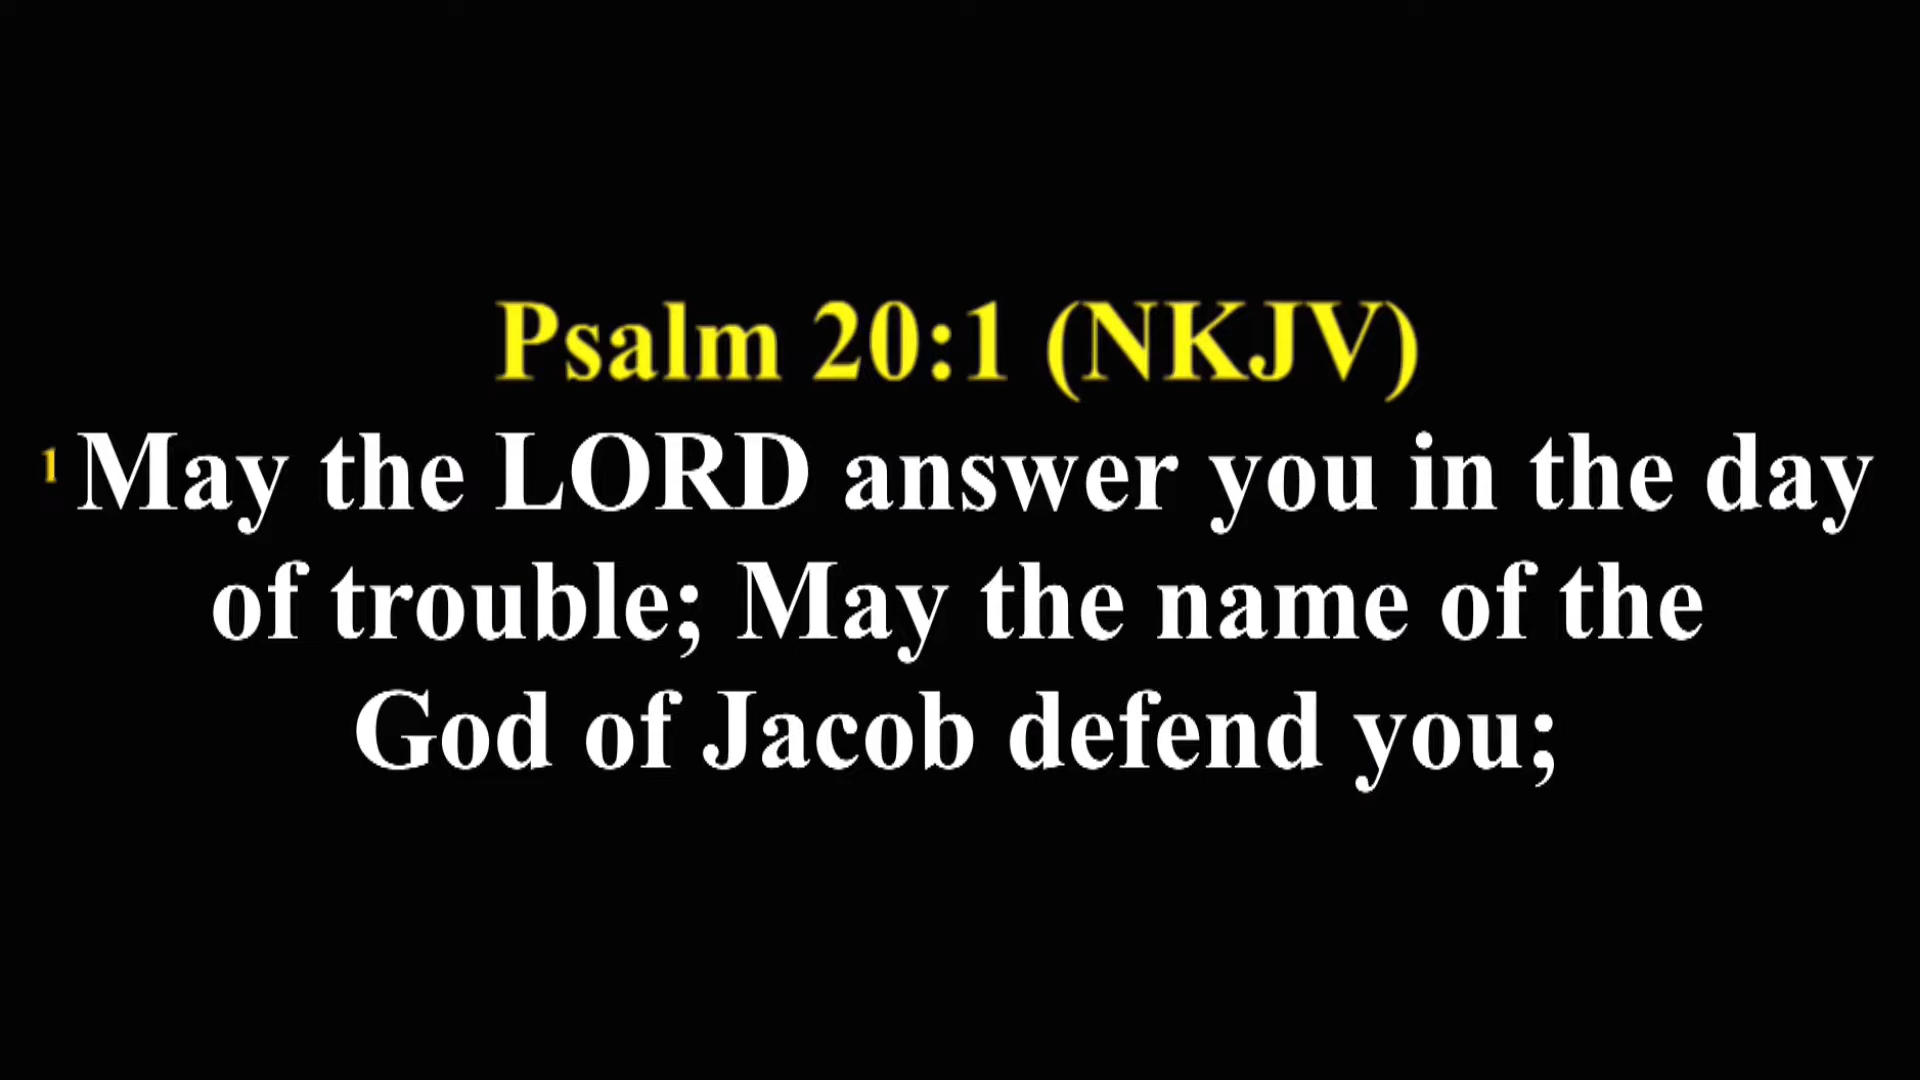 Psalm 20:1 (NKJV)
1 May the LORD answer you in the day
of trouble; May the name of the
God of Jacob defend you;